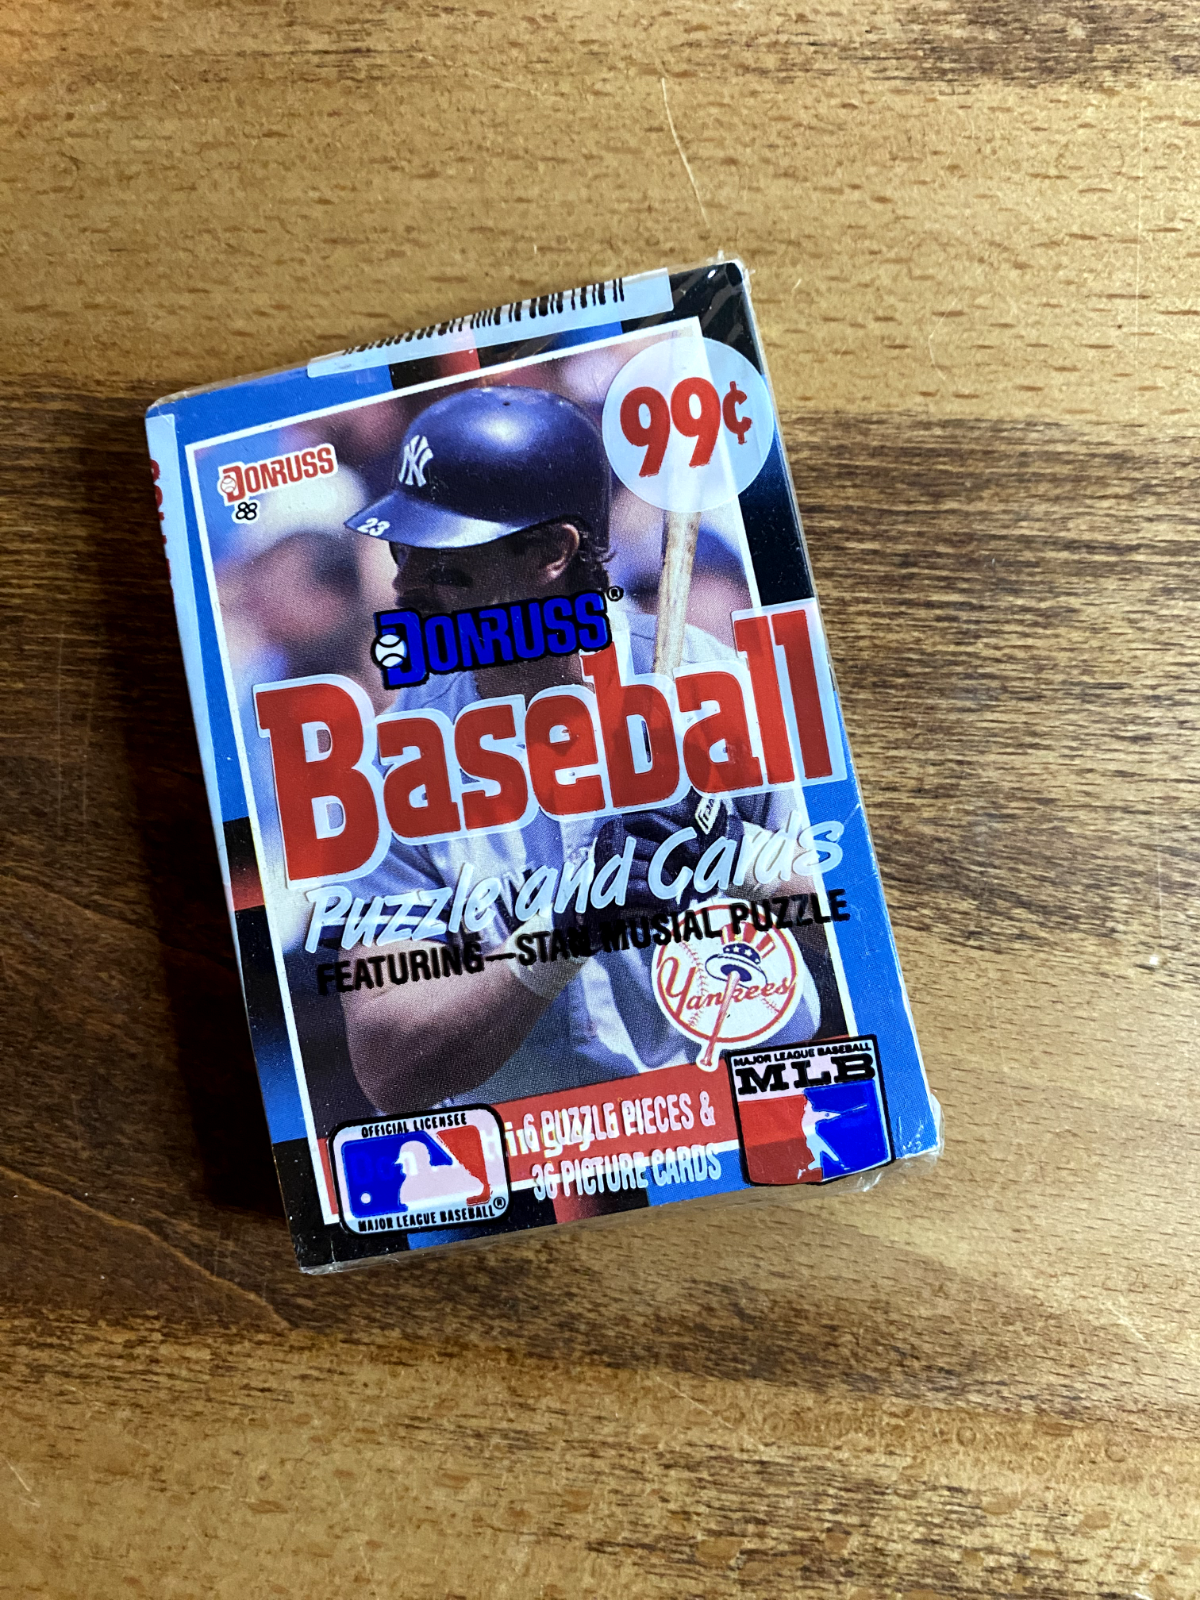 99¢
DONRUSS
88
NY
23
DONRUSS®
Baseball
Puzzle and Cards
FEATURING—STAN MUSIAL PUZZLE
Yankees
MAJOR LEAGUE BASEBALL
MLB
OFFICIAL LICENSEE
MAJOR LEAGUE BASEBALL®
6 PUZZLE PIECES &
36 PICTURE CARDS